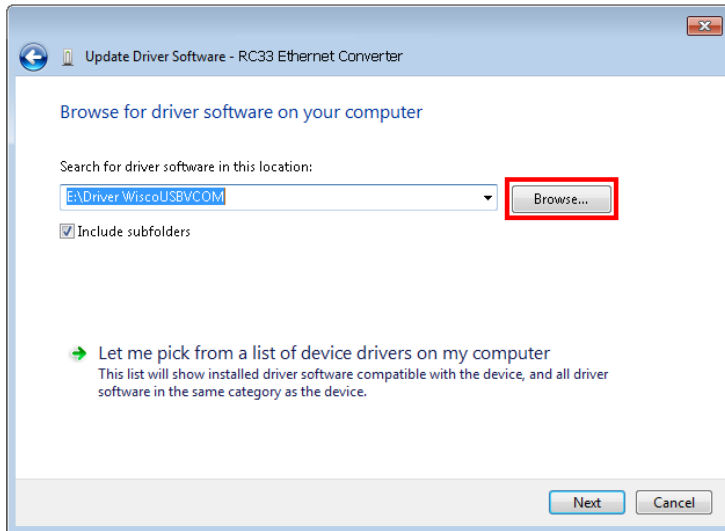 Update Driver Software - RC33 Ethernet Converter
Browse for driver software on your computer
Search for driver software in this location:
E:\Driver WiscoUSBVCOM
Browse...
Include subfolders
Let me pick from a list of device drivers on my computer
This list will show installed driver software compatible with the device, and all driver
software in the same category as the device.
Next
Cancel